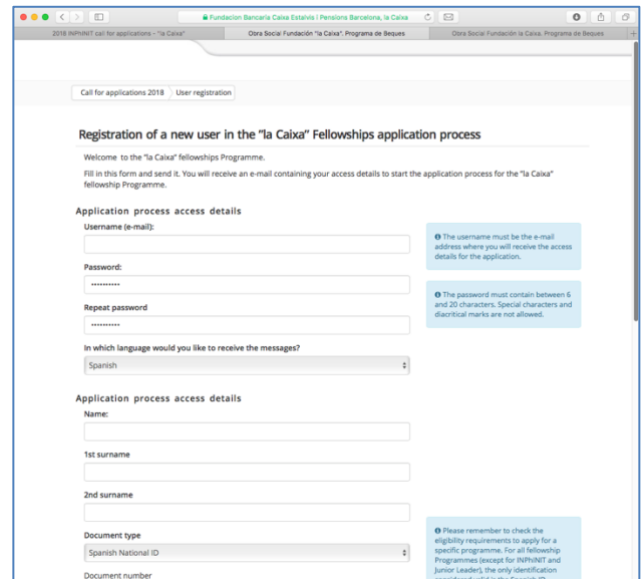 Fundacion Bancaria Caixa Estalvis i Pensions Barcelona, la Caixa
2018 INPhINIT call for applications - "la Caixa"
Obra Social Fundación "la Caixa". Programa de Beques
Obra Social Fundación la Caixa. Programa de Beques
Call for applications 2018
User registration
Registration of a new user in the "la Caixa" Fellowships application process
Welcome to the "la Caixa" fellowships Programme.
Fill in this form and send it. You will receive an e-mail containing your access details to start the application process for the "la Caixa"
fellowship Programme.
Application process access details
Username (e-mail):
The username must be the e-mail
address where you will receive the access
details for the application.
Password:
••••••••••
The password must contain between 6
and 20 characters. Special characters and
diacritical marks are not allowed.
Repeat password
••••••••••
In which language would you like to receive the messages?
Spanish
Application process access details
Name:
1st surname
2nd surname
Document type
Spanish National ID
Please remember to check the
eligibility requirements to apply for a
specific programme. For all fellowship
Programmes (except for INPhINIT and
Junior Leader), the only identification
Document number